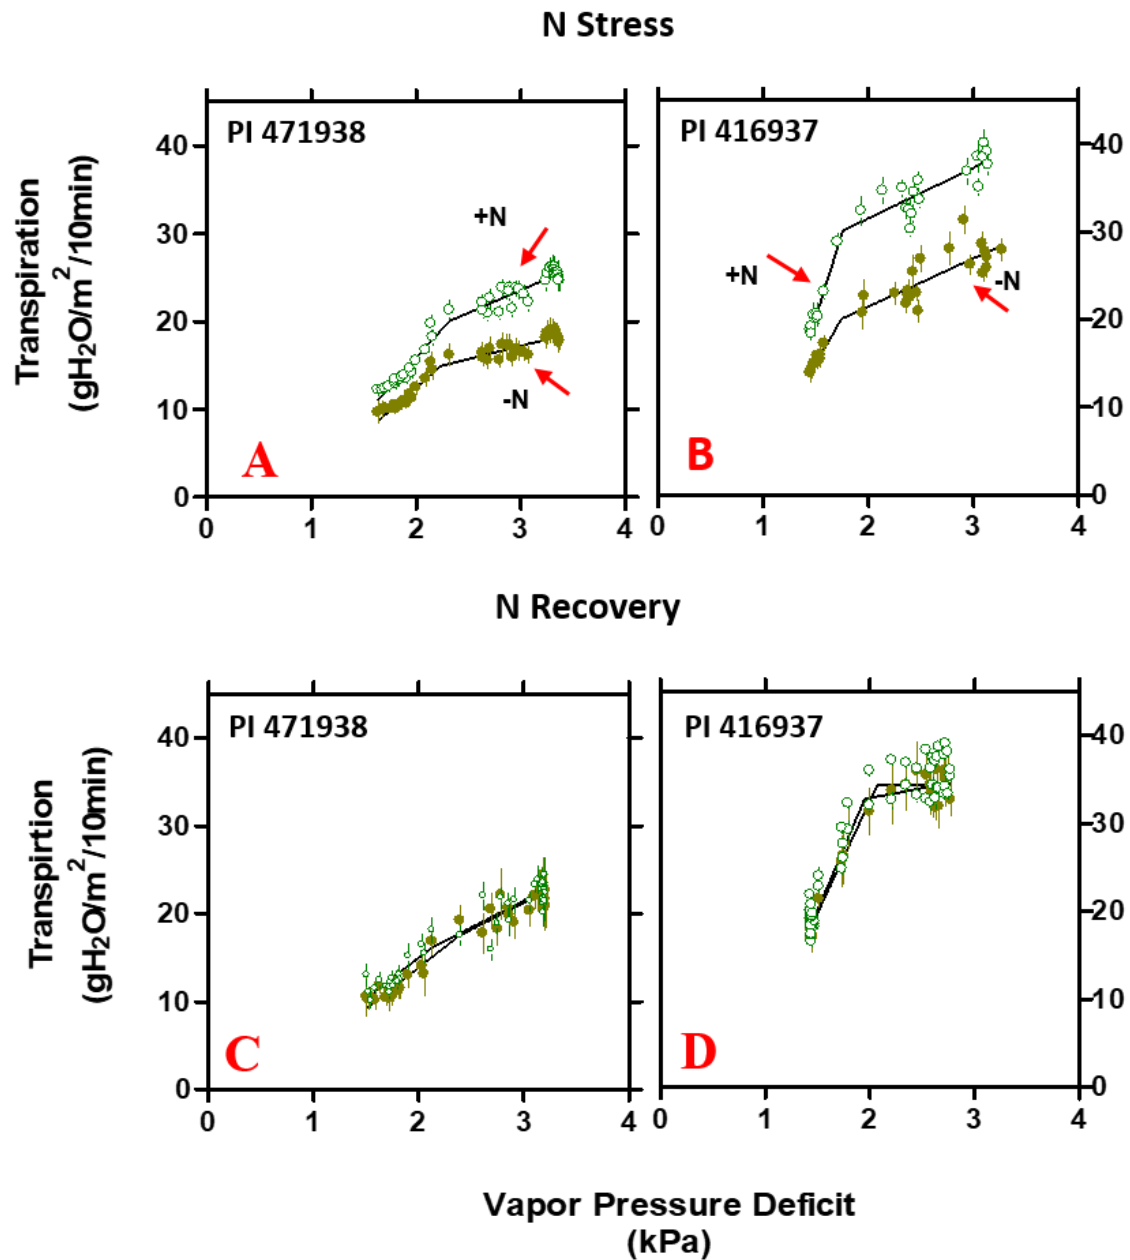 N Stress
PI 471938
PI 416937
Transpiration
(gH₂O/m²/10min)
40
30
20
10
0
+N
-N
A
0 1 2 3 4
+N
-N
B
40
30
20
10
0
0 1 2 3 4
N Recovery
PI 471938
PI 416937
Transpirtion
(gH₂O/m²/10min)
40
30
20
10
0
C
0 1 2 3 4
D
40
30
20
10
0
0 1 2 3 4
Vapor Pressure Deficit
(kPa)